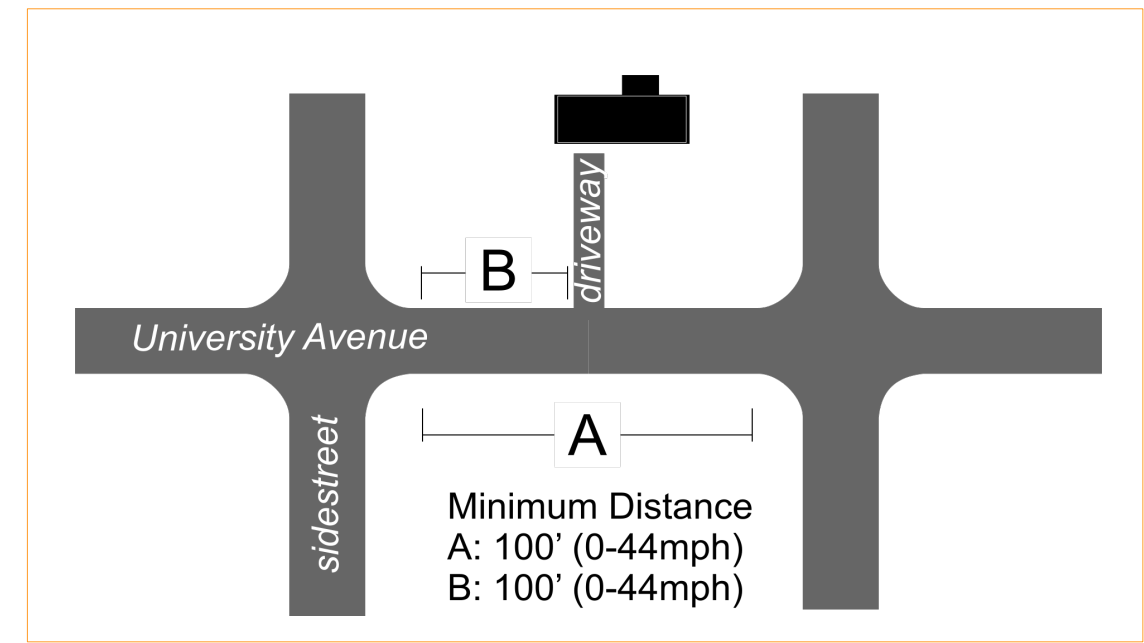 driveway
B
University Avenue
sidestreet
A
Minimum Distance
A: 100’ (0-44mph)
B: 100’ (0-44mph)